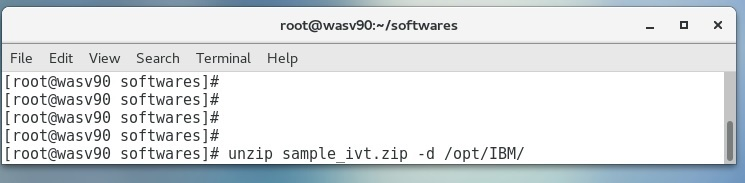 root@wasv90:~/softwares
File Edit View Search Terminal Help
[root@wasv90 softwares]#
[root@wasv90 softwares]#
[root@wasv90 softwares]#
[root@wasv90 softwares]#
[root@wasv90 softwares]# unzip sample_ivt.zip -d /opt/IBM/